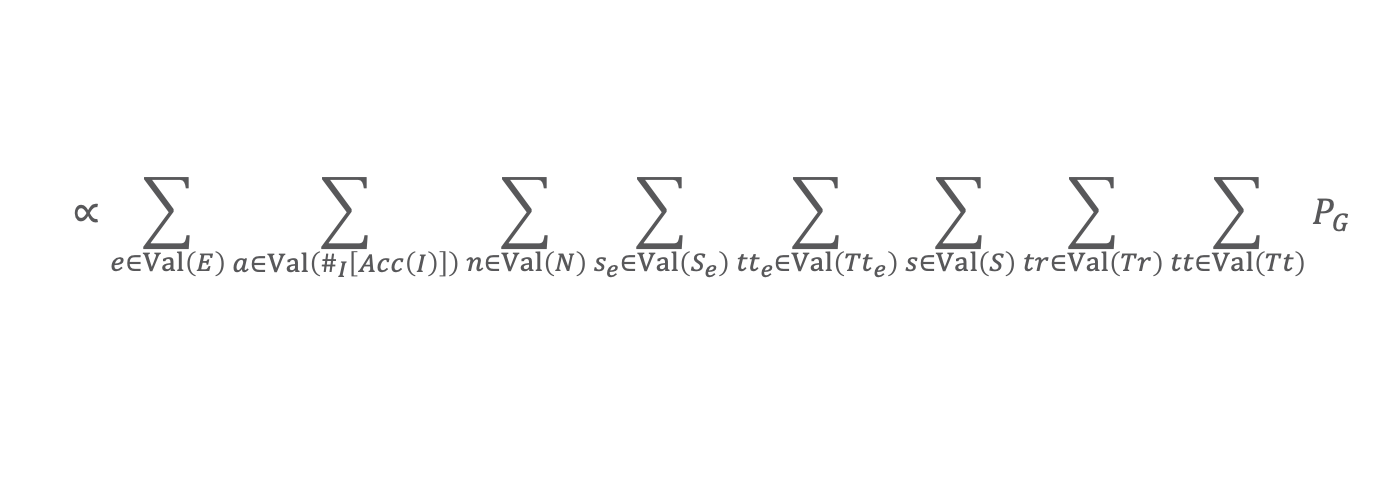 ∝ ∑ ∑ ∑ ∑ ∑ ∑ ∑ ∑ P_G
e∈Val(E) a∈Val(#_I[Acc(I)]) n∈Val(N) s_e∈Val(S_e) tt_e∈Val(Tt_e) s∈Val(S) tr∈Val(Tr) tt∈Val(Tt)